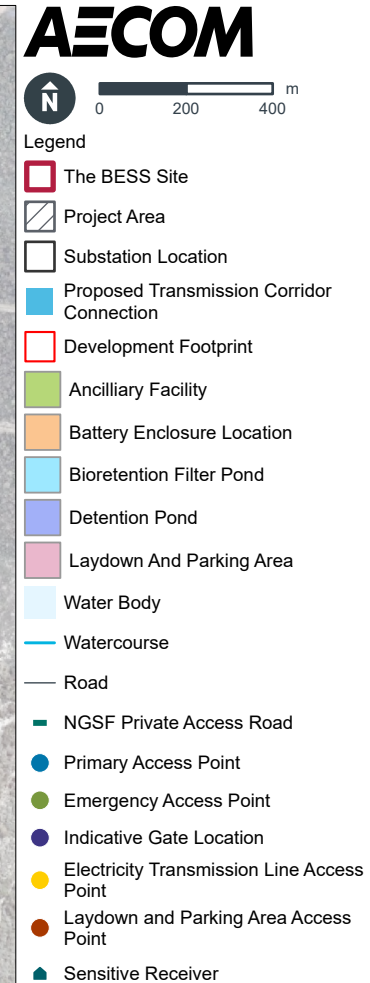 AECOM
N
m
0 200 400
Legend
The BESS Site
Project Area
Substation Location
Proposed Transmission Corridor
Connection
Development Footprint
Ancilliary Facility
Battery Enclosure Location
Bioretention Filter Pond
Detention Pond
Laydown And Parking Area
Water Body
Watercourse
Road
NGSF Private Access Road
Primary Access Point
Emergency Access Point
Indicative Gate Location
Electricity Transmission Line Access
Point
Laydown and Parking Area Access
Point
Sensitive Receiver